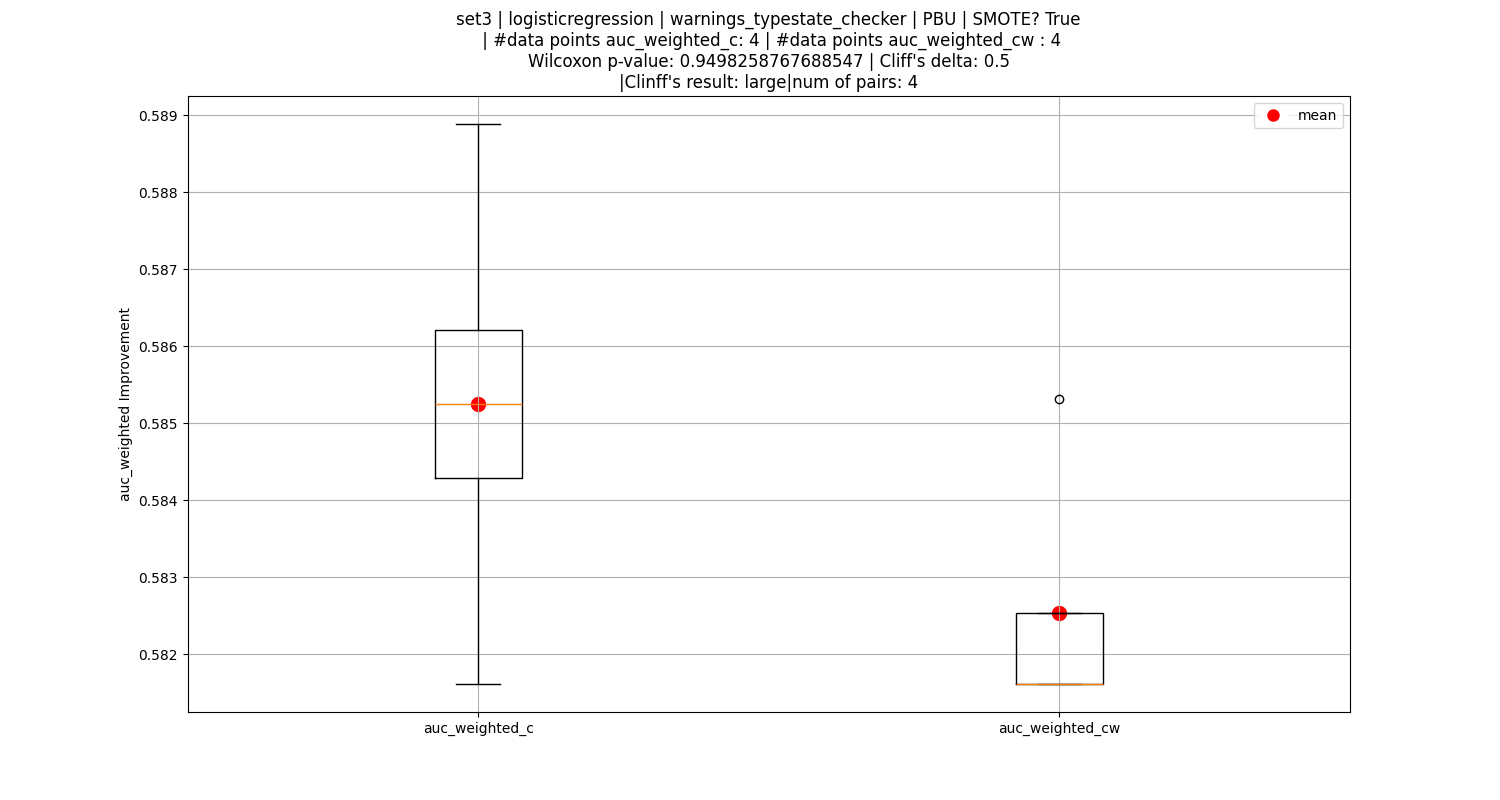 set3 | logisticregression | warnings_typestate_checker | PBU | SMOTE? True
| #data points auc_weighted_c: 4 | #data points auc_weighted_cw : 4
Wilcoxon p-value: 0.9498258767688547 | Cliff's delta: 0.5
|Clinff's result: large|num of pairs: 4
mean
0.589
0.588
0.587
0.586
0.585
0.584
0.583
0.582
auc_weighted Improvement
auc_weighted_c
auc_weighted_cw